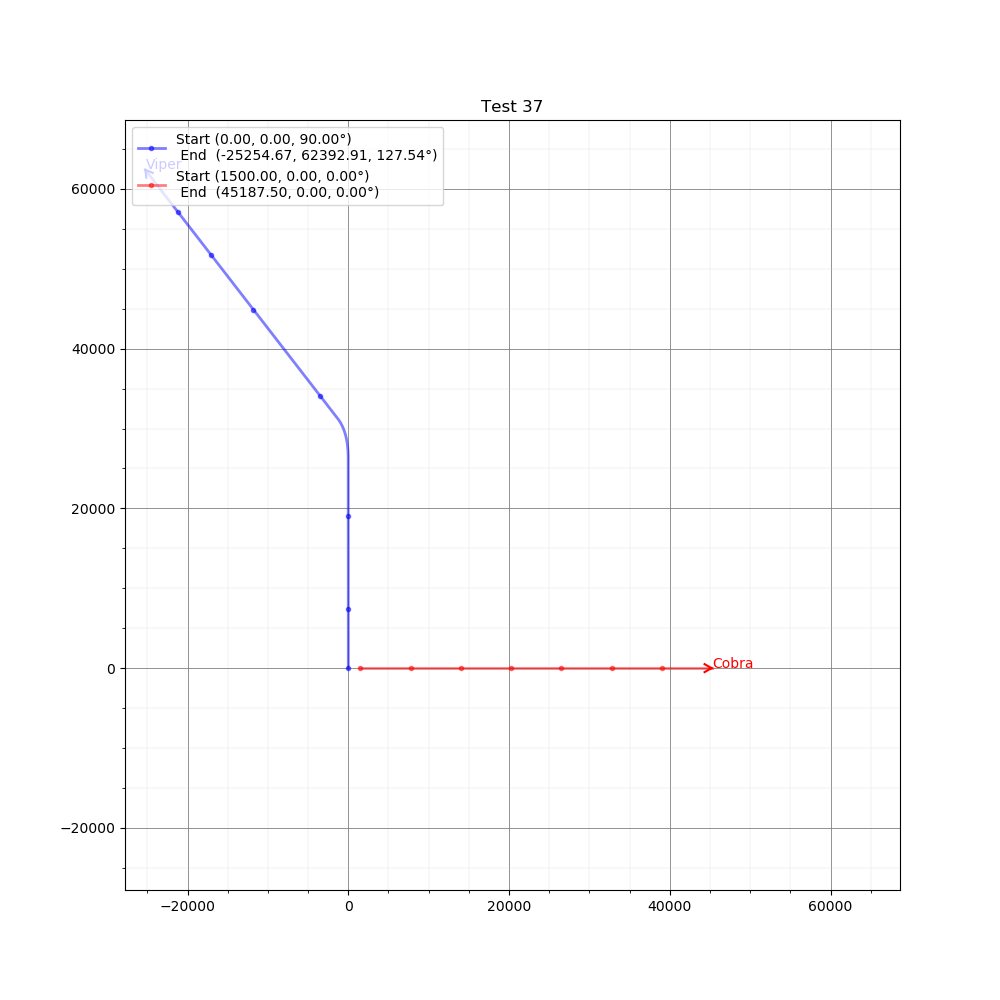 Test 37
Start (0.00, 0.00, 90.00°)
End (-25254.67, 62392.91, 127.54°)
Viper
Start (1500.00, 0.00, 0.00°)
End (45187.50, 0.00, 0.00°)
60000
40000
20000
0
Cobra
−20000
−20000 0 20000 40000 60000